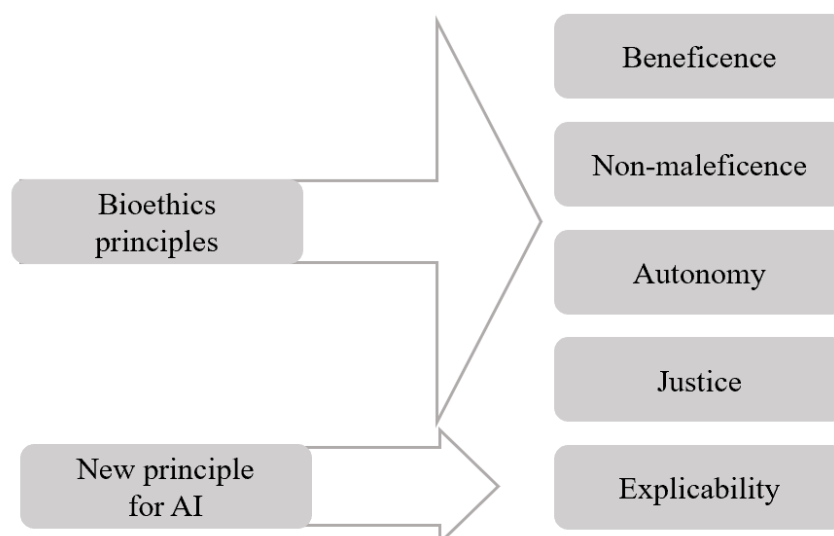 Beneficence
Non-maleficence
Bioethics
principles
Autonomy
Justice
New principle
for AI
Explicability